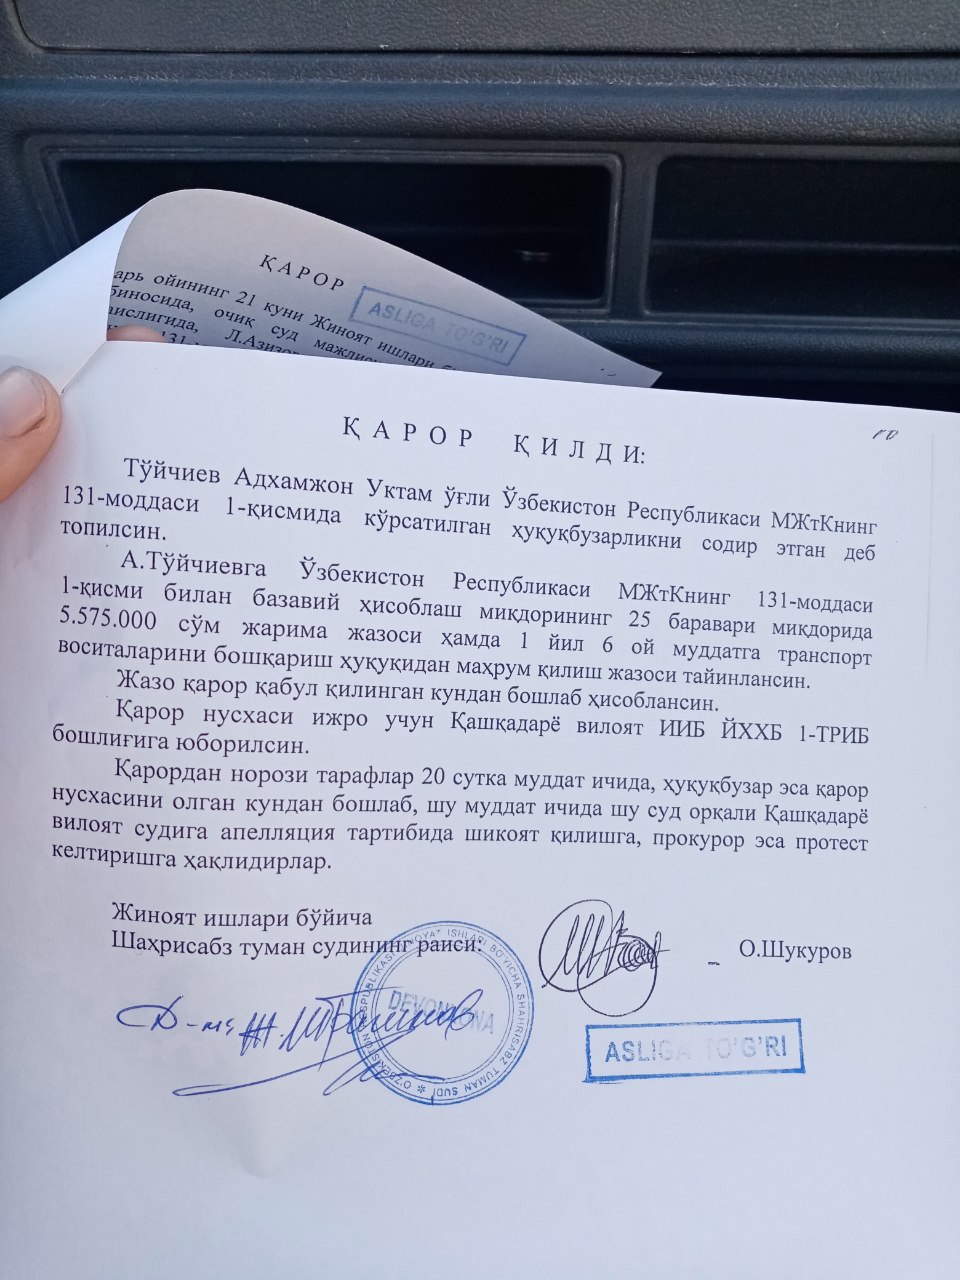 ҚАРОР
арь ойининг 21 куни Жиноят ишлари
биносида, очиқ суд
Л.Азизо
131-
ASLIGA TO'G'RI
ҚАРОР ҚИЛДИ:
Тўйчиев Адхамжон Уктам ўғли Ўзбекистон Республикаси МЖтКнинг
131-моддаси 1-қисмида кўрсатилган ҳуқуқбузарликни содир этган деб
топилсин.
А.Тўйчиевга Ўзбекистон Республикаси МЖтКнинг 131-моддаси
1-қисми билан базавий ҳисоблаш миқдорининг 25 баравари миқдорида
5.575.000 сўм жарима жазоси ҳамда 1 йил 6 ой муддатга транспорт
воситаларини бошқариш ҳуқуқидан маҳрум қилиш жазоси тайинлансин.
Жазо қарор қабул қилинган кундан бошлаб ҳисоблансин.
Қарор нусхаси ижро учун Қашқадарё вилоят ИИБ ЙХХБ 1-ТРИБ
бошлиғига юборилсин.
Қарордан норози тарафлар 20 сутка муддат ичида, ҳуқуқбузар эса қарор
нусхасини олган кундан бошлаб, шу муддат ичида шу суд орқали Қашқадарё
вилоят судига апелляция тартибида шикоят қилишга, прокурор эса протест
келтиришга ҳақлидирлар.
Жиноят ишлари бўйича
Шаҳрисабз туман судининг раиси:
О.Шукуров
DEVONXONA
O'ZBEKISTON RESPUBLIKASI JINOYAT ISHLARI BO'YICHA SHAHRISABZ TUMAN SUDI
ASLIGA TO'G'RI